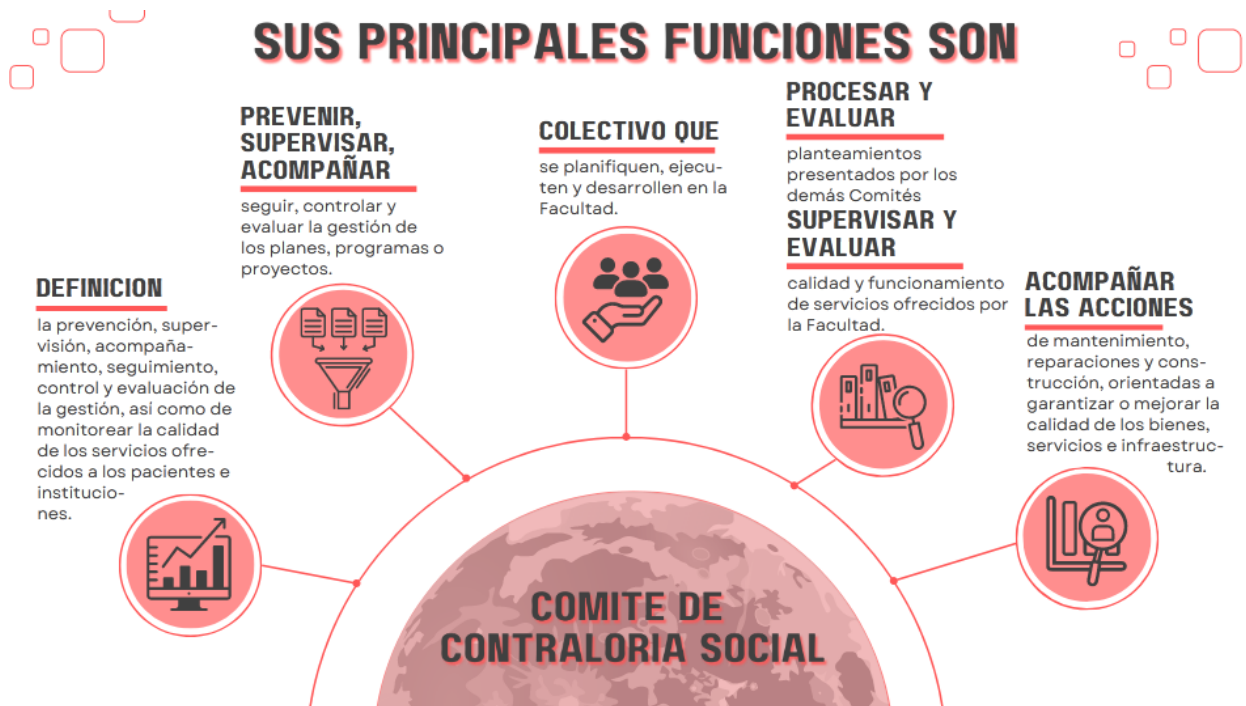 SUS PRINCIPALES FUNCIONES SON
DEFINICION
la prevención, super-
visión, acompaña-
miento, seguimiento,
control y evaluación de
la gestión, así como de
monitorear la calidad
de los servicios ofre-
cidos a los pacientes e
institucio-
nes.
PREVENIR,
SUPERVISAR,
ACOMPAÑAR
seguir, controlar y
evaluar la gestión de
los planes, programas o
proyectos.
COLECTIVO QUE
se planifiquen, ejecu-
ten y desarrollen en la
Facultad.
PROCESAR Y
EVALUAR
planteamientos
presentados por los
demás Comités
SUPERVISAR Y
EVALUAR
calidad y funcionamiento
de servicios ofrecidos por
la Facultad.
ACOMPAÑAR
LAS ACCIONES
de mantenimiento,
reparaciones y cons-
trucción, orientadas a
garantizar o mejorar la
calidad de los bienes,
servicios e infraestruc-
tura.
COMITE DE
CONTRALORIA SOCIAL